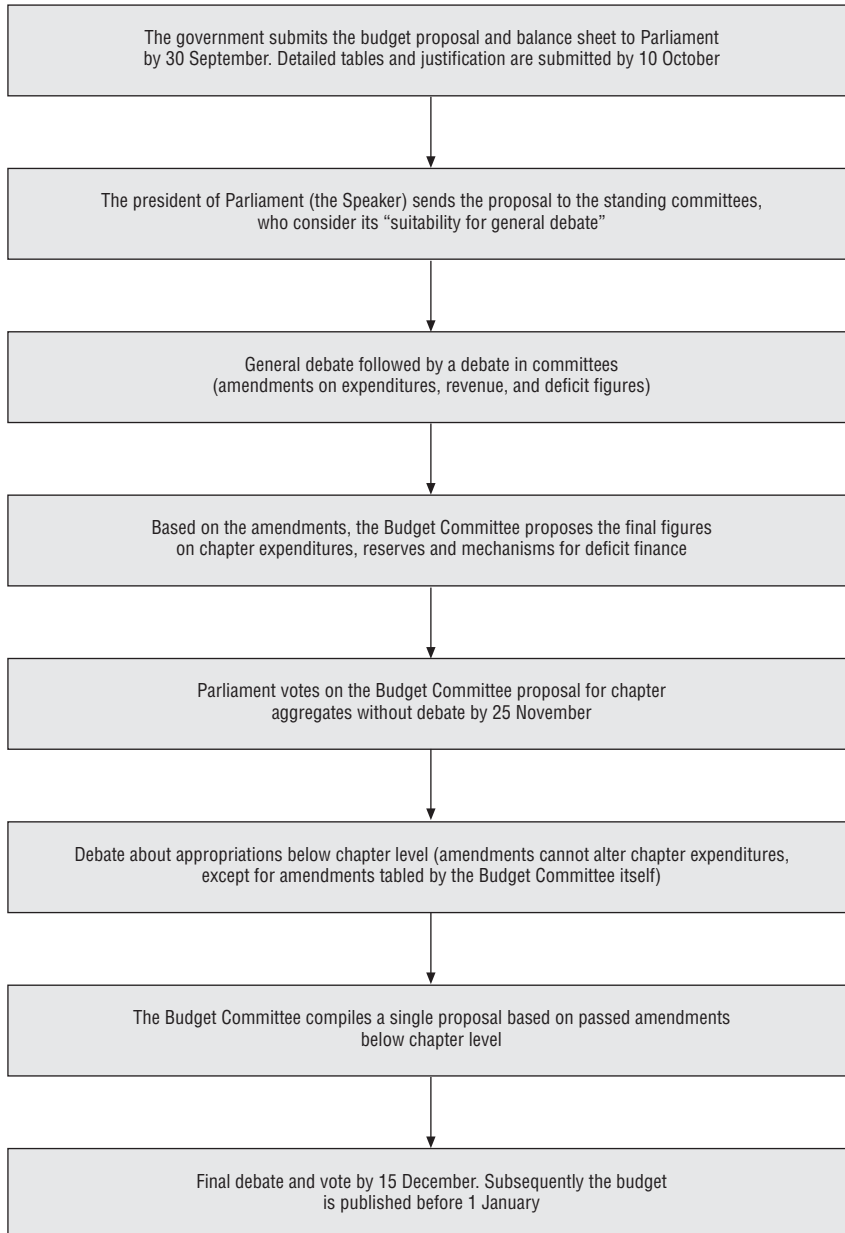 The government submits the budget proposal and balance sheet to Parliament
by 30 September. Detailed tables and justification are submitted by 10 October
The president of Parliament (the Speaker) sends the proposal to the standing committees,
who consider its “suitability for general debate”
General debate followed by a debate in committees
(amendments on expenditures, revenue, and deficit figures)
Based on the amendments, the Budget Committee proposes the final figures
on chapter expenditures, reserves and mechanisms for deficit finance
Parliament votes on the Budget Committee proposal for chapter
aggregates without debate by 25 November
Debate about appropriations below chapter level (amendments cannot alter chapter expenditures,
except for amendments tabled by the Budget Committee itself)
The Budget Committee compiles a single proposal based on passed amendments
below chapter level
Final debate and vote by 15 December. Subsequently the budget
is published before 1 January